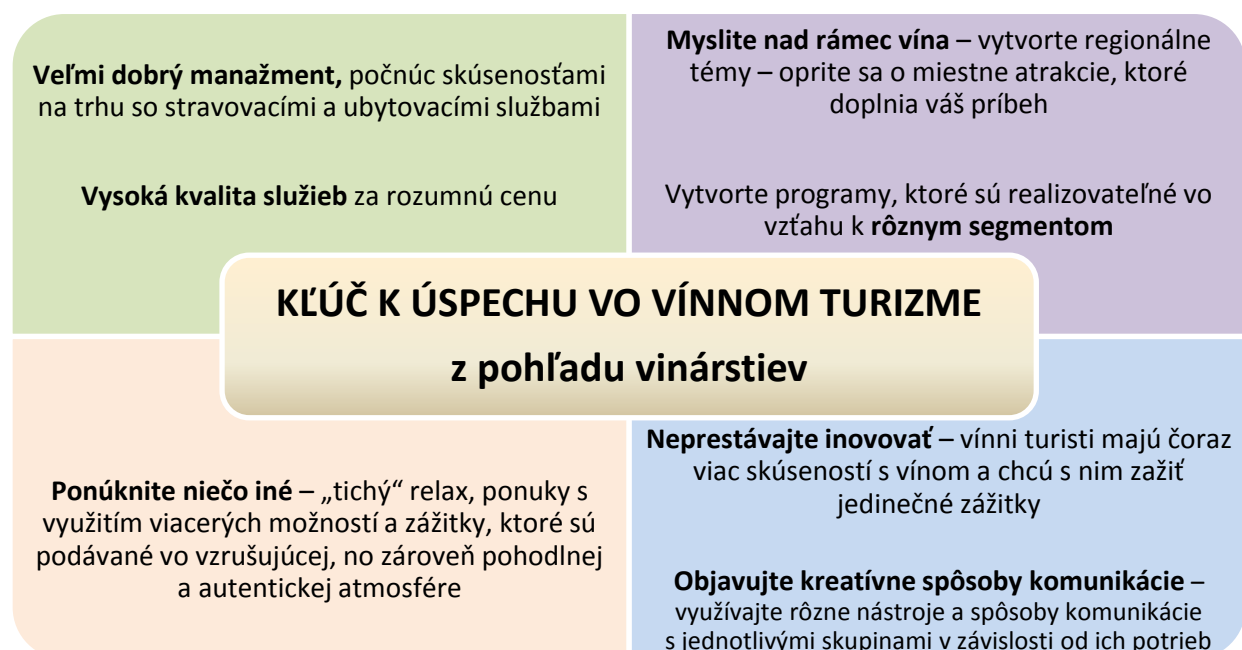 Veľmi dobrý manažment, počnúc skúsenosťami
na trhu so stravovacími a ubytovacími službami
Vysoká kvalita služieb za rozumnú cenu
Myslite nad rámec vína – vytvorte regionálne
témy – oprite sa o miestne atrakcie, ktoré
doplnia váš príbeh
Vytvorte programy, ktoré sú realizovateľné vo
vzťahu k rôznym segmentom
KĽÚČ K ÚSPECHU VO VÍNNOM TURIZME
z pohľadu vinárstiev
Ponúknite niečo iné – „tichý“ relax, ponuky s
využitím viacerých možností a zážitky, ktoré sú
podávané vo vzrušujúcej, no zároveň pohodlnej
a autentickej atmosfére
Neprestávajte inovovať – vínni turisti majú čoraz
viac skúseností s vínom a chcú s nim zažiť
jedinečné zážitky
Objavujte kreatívne spôsoby komunikácie –
využívajte rôzne nástroje a spôsoby komunikácie
s jednotlivými skupinami v závislosti od ich potrieb